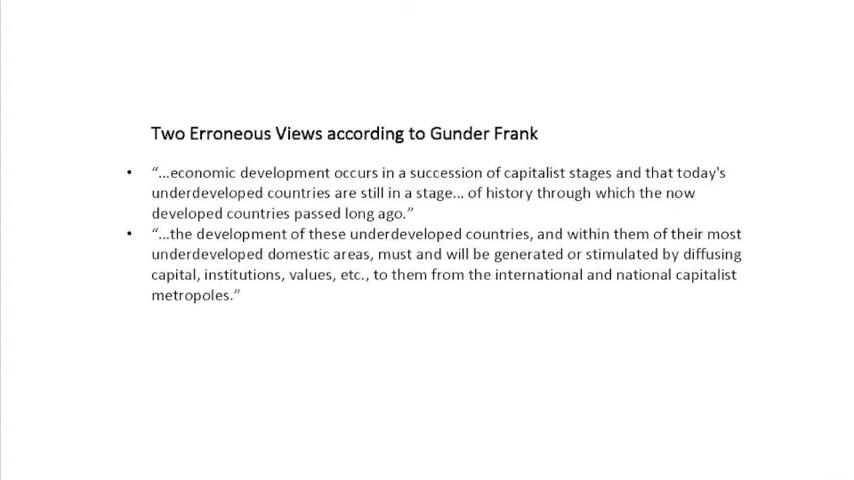 Two Erroneous Views according to Gunder Frank
• “...economic development occurs in a succession of capitalist stages and that today's
underdeveloped countries are still in a stage... of history through which the now
developed countries passed long ago.”
• “...the development of these underdeveloped countries, and within them of their most
underdeveloped domestic areas, must and will be generated or stimulated by diffusing
capital, institutions, values, etc., to them from the international and national capitalist
metropoles.”